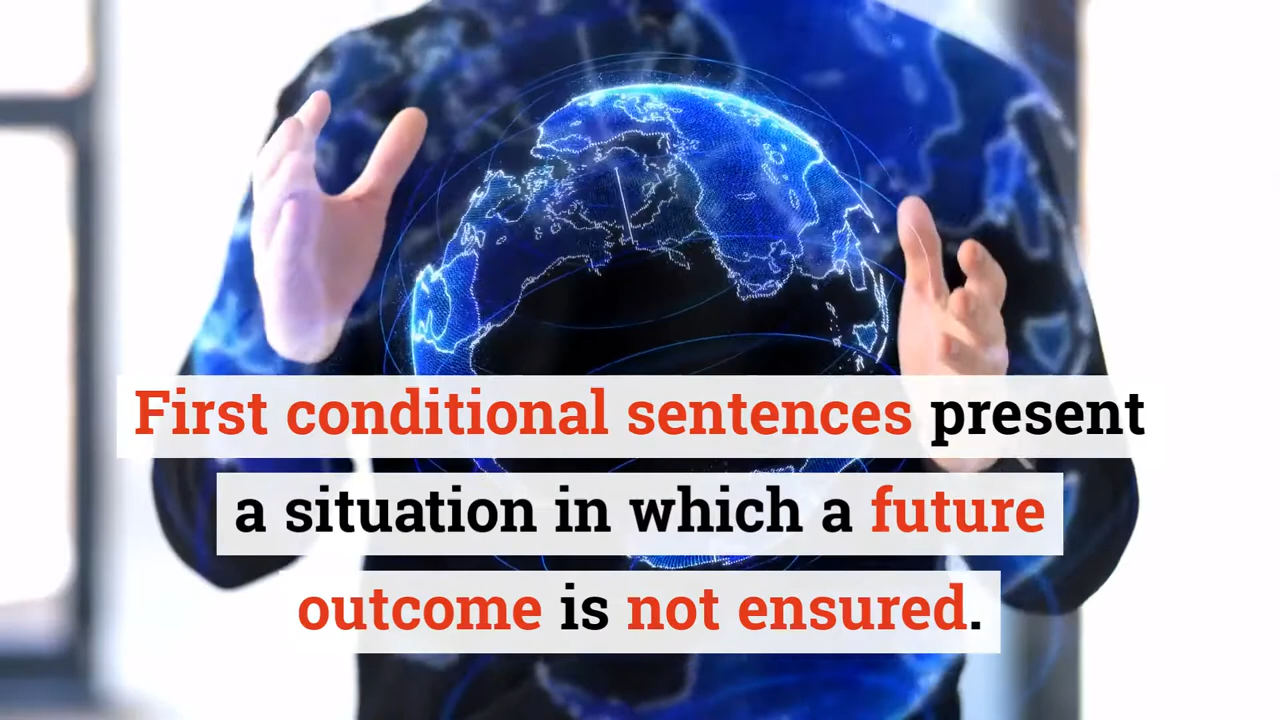 First conditional sentences present
a situation in which a future
outcome is not ensured.